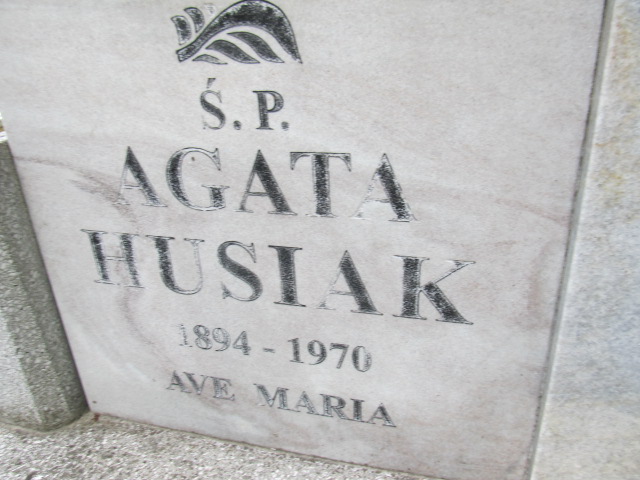 Ś.P.
AGATA
HUSIAK
1894 - 1970
AVE MARIA